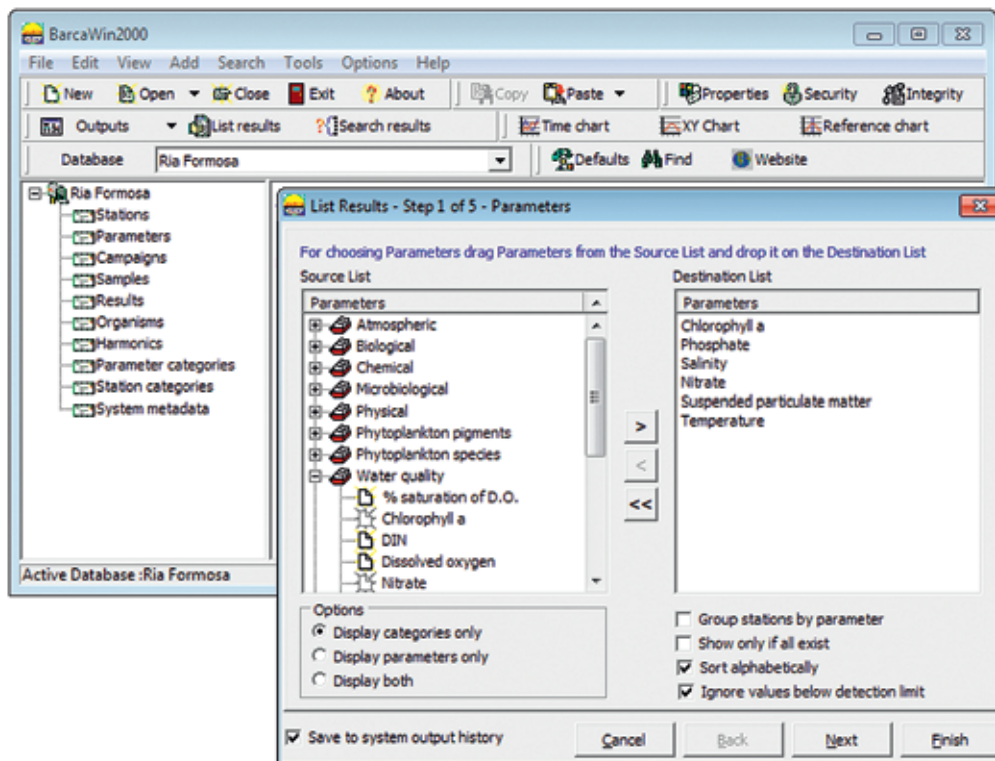 BarcaWin2000
File Edit View Add Search Tools Options Help
New Open Close Exit About Copy Paste Properties Security Integrity
Outputs List results Search results Time chart XY Chart Reference chart
Database Ria Formosa Defaults Find Website
Ria Formosa
Stations
Parameters
Campaigns
Samples
Results
Organisms
Harmonics
Parameter categories
Station categories
System metadata
Active Database :Ria Formosa
List Results - Step 1 of 5 - Parameters
For choosing Parameters drag Parameters from the Source List and drop it on the Destination List
Source List
Parameters
Atmospheric
Biological
Chemical
Microbiological
Physical
Phytoplankton pigments
Phytoplankton species
Water quality
% saturation of D.O.
Chlorophyll a
DIN
Dissolved oxygen
Nitrate
>
<
<<
Destination List
Parameters
Chlorophyll a
Phosphate
Salinity
Nitrate
Suspended particulate matter
Temperature
Options
Display categories only
Display parameters only
Display both
Group stations by parameter
Show only if all exist
Sort alphabetically
Ignore values below detection limit
Save to system output history
Cancel Back Next Finish